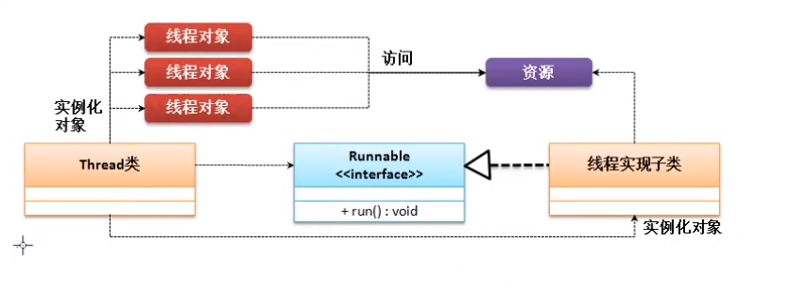 线程对象
线程对象
访问
资源
线程对象
实例化
对象
Thread类
Runnable
<<interface>>
线程实现子类
+ run() : void
实例化对象